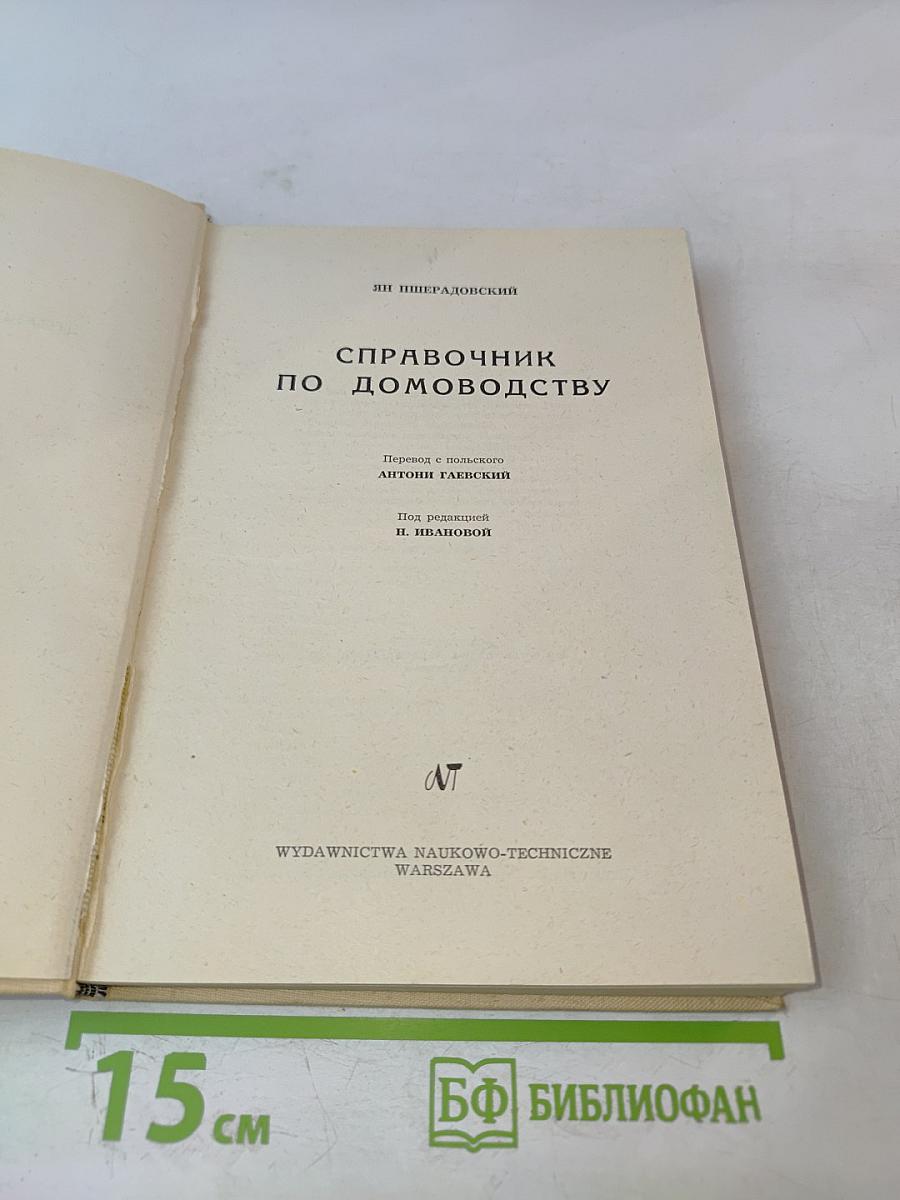 ЯН ПШЕРАДОВСКИЙ
СПРАВОЧНИК
ПО ДОМОВОДСТВУ
Перевод с польского
АНТОНИ ГАЕВСКИЙ
Под редакцией
Н. ИВАНОВОЙ
WYDAWNICTWA NAUKOWO-TECHNICZNE
WARSZAWA
15 см
БФ БИБЛИОФАН